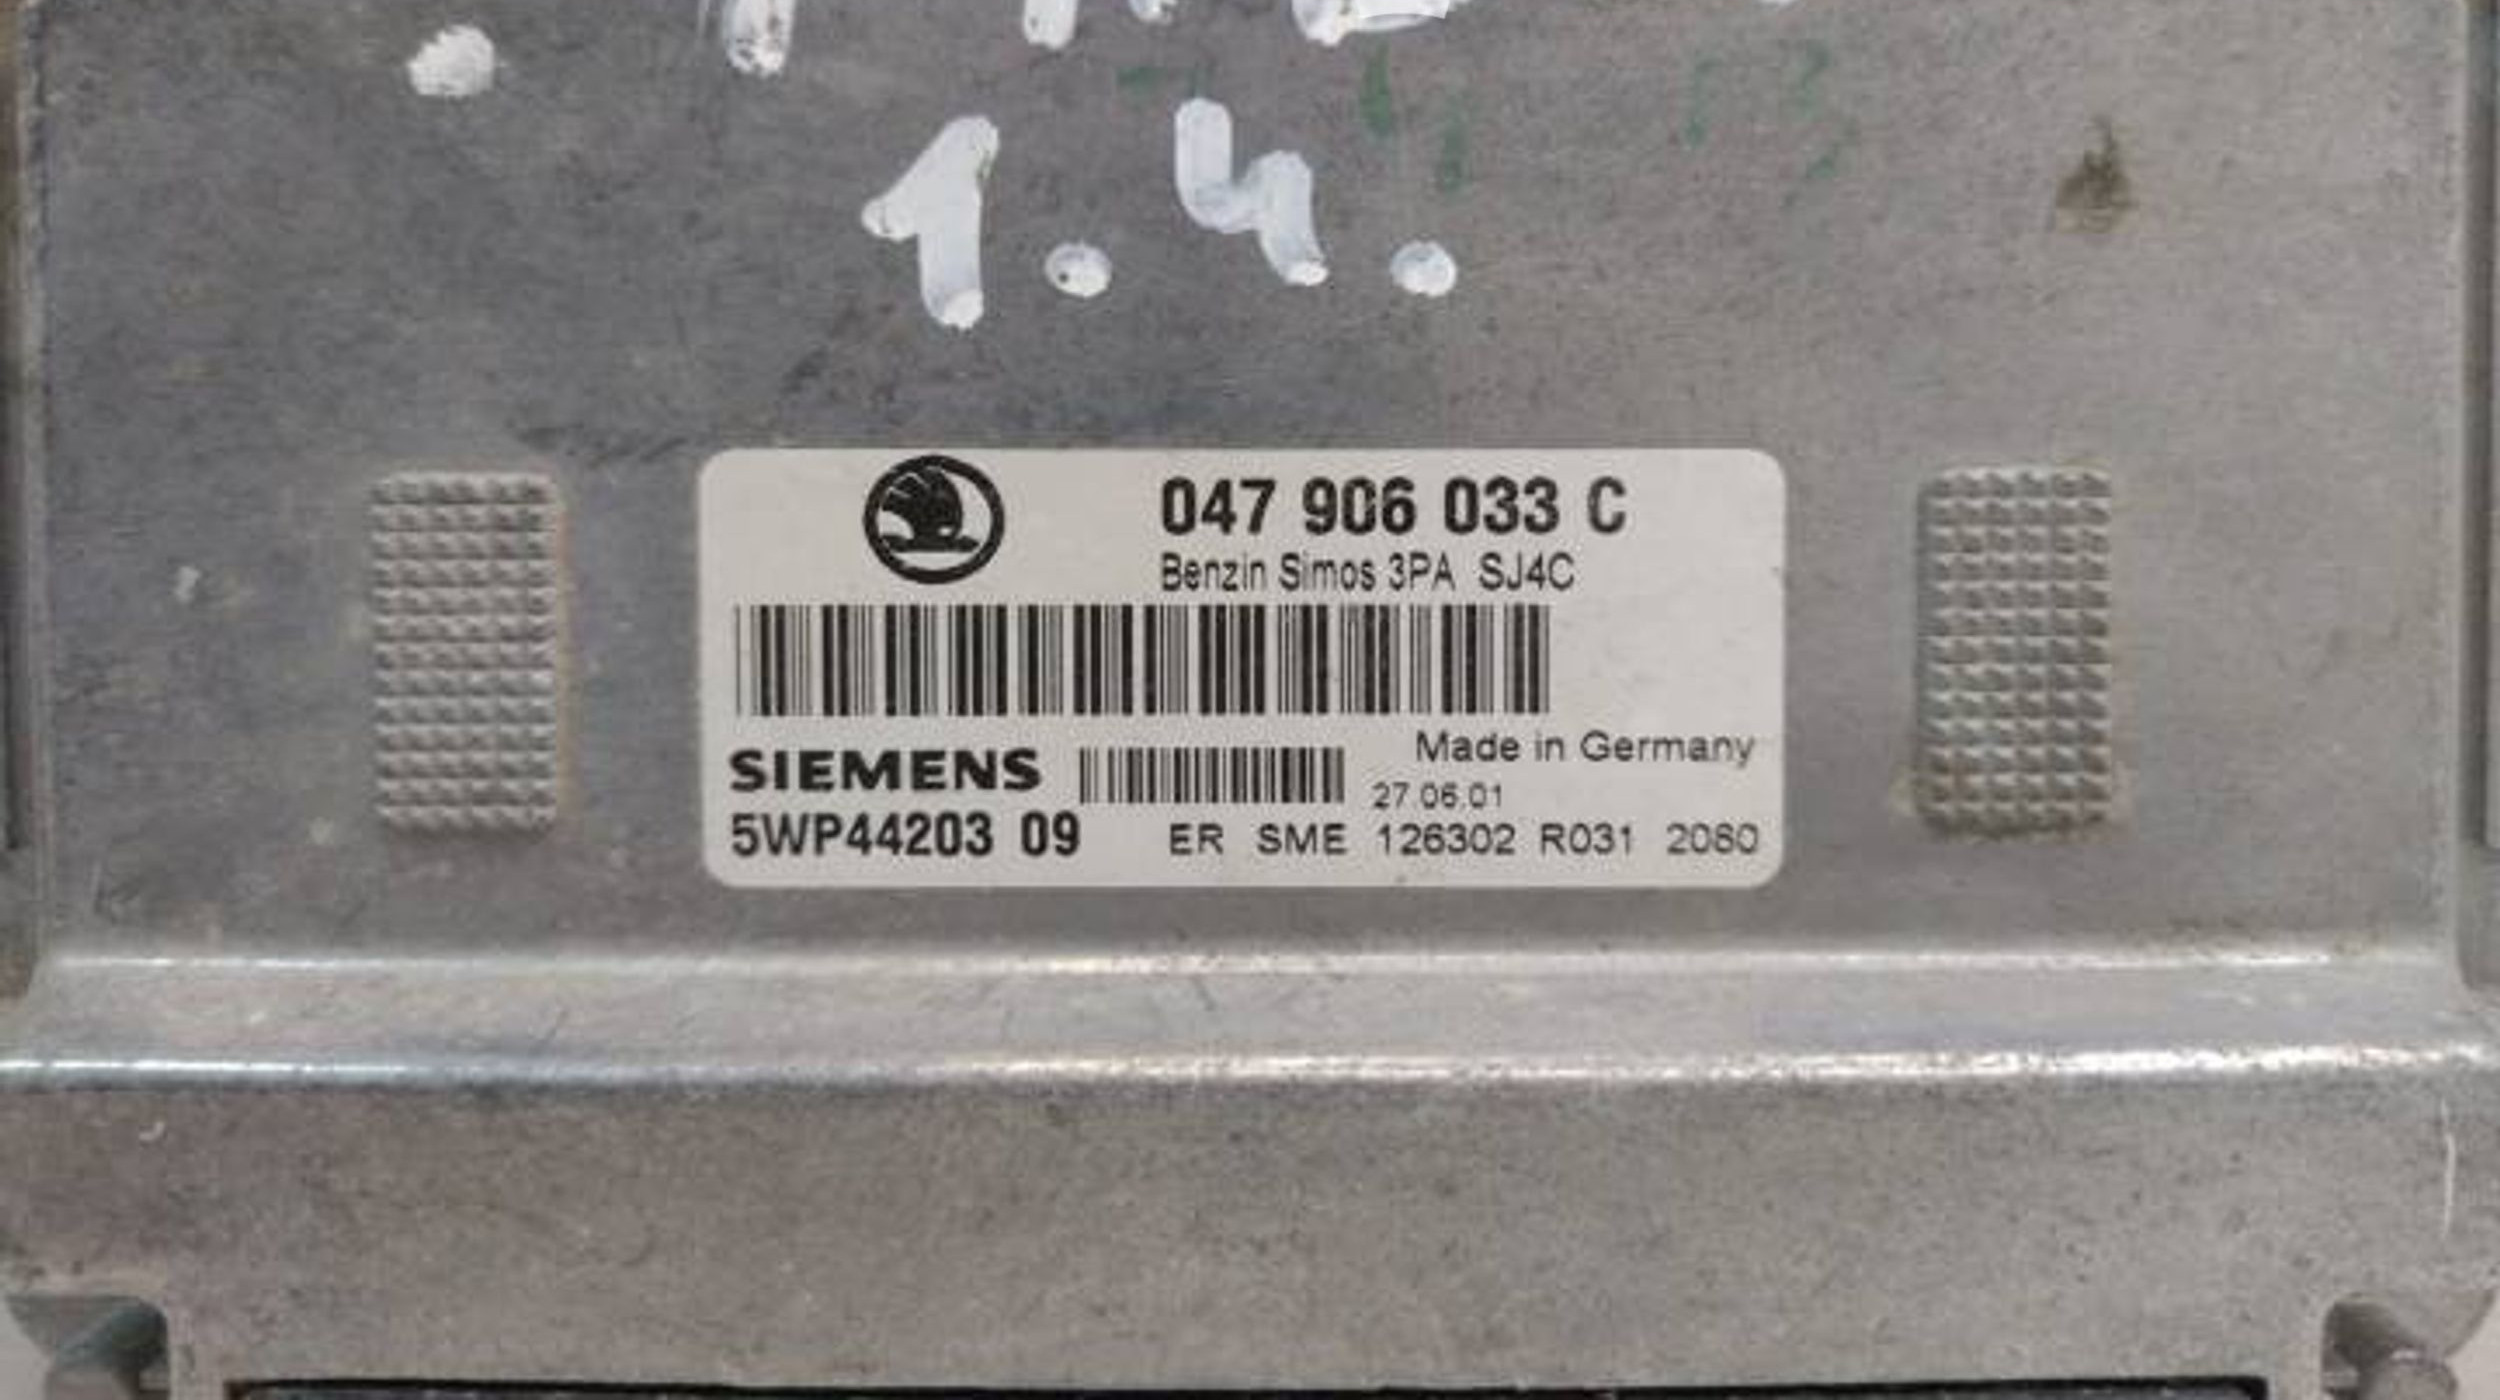 1.4.
047 906 033 C
Benzin Simos 3PA SJ4C
Made in Germany
SIEMENS
27.06.01
5WP44203 09
ER SME 126302 R031 2080